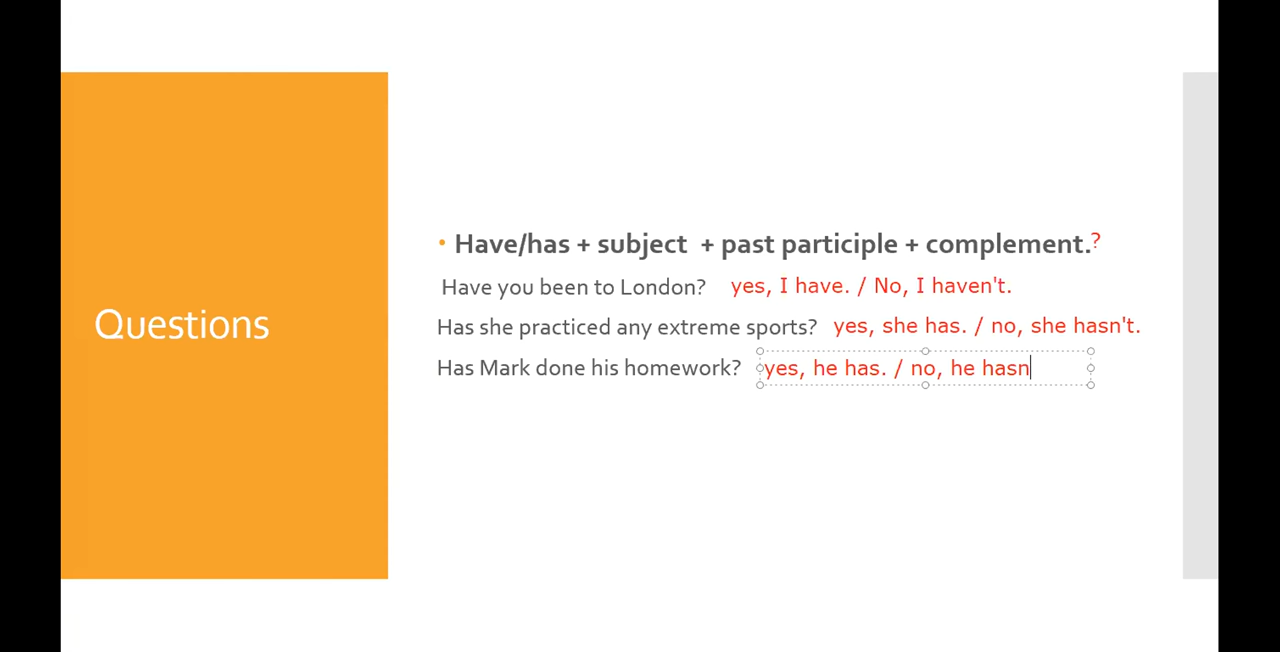 Questions
• Have/has + subject + past participle + complement.?
Have you been to London? yes, I have. / No, I haven't.
Has she practiced any extreme sports? yes, she has. / no, she hasn't.
Has Mark done his homework? yes, he has. / no, he hasn